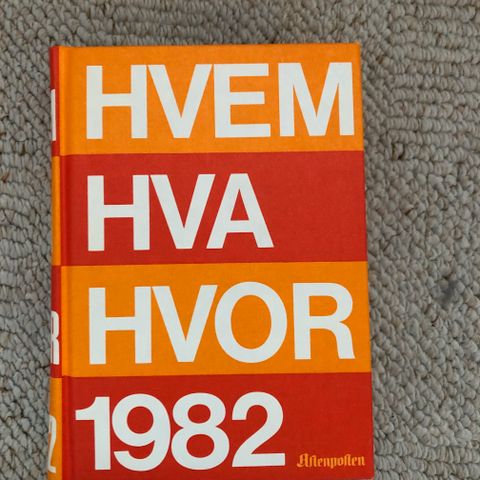 HVEM
HVA
HVOR
1982
Aftenposten